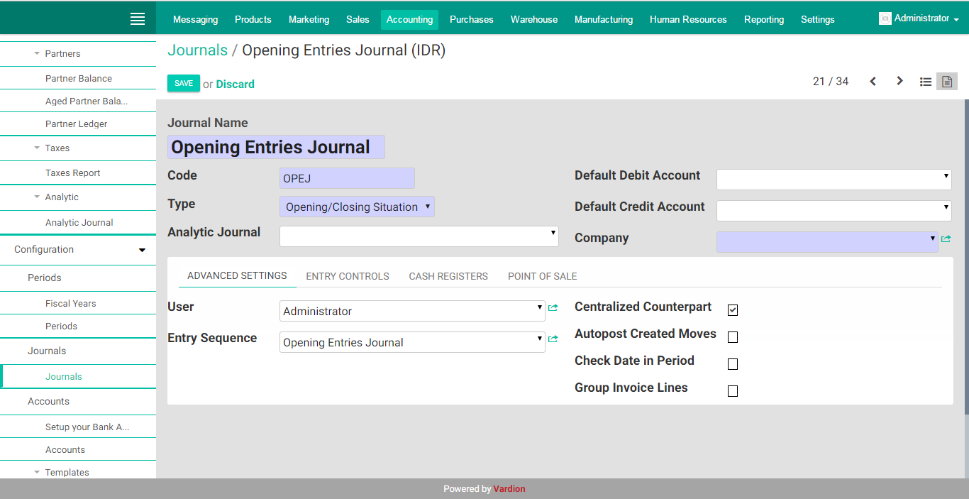 Messaging Products Marketing Sales Accounting Purchases Warehouse Manufacturing Human Resources Reporting Settings Administrator
Partners
Partner Balance
Aged Partner Bala...
Partner Ledger
Taxes
Taxes Report
Analytic
Analytic Journal
Configuration
Periods
Fiscal Years
Periods
Journals
Journals
Accounts
Setup your Bank A...
Accounts
Templates
Journals / Opening Entries Journal (IDR)
SAVE or Discard
21 / 34
Journal Name
Opening Entries Journal
Code OPEJ
Type Opening/Closing Situation
Analytic Journal
Default Debit Account
Default Credit Account
Company
ADVANCED SETTINGS ENTRY CONTROLS CASH REGISTERS POINT OF SALE
User Administrator
Entry Sequence Opening Entries Journal
Centralized Counterpart
Autopost Created Moves
Check Date in Period
Group Invoice Lines
Powered by Vardion